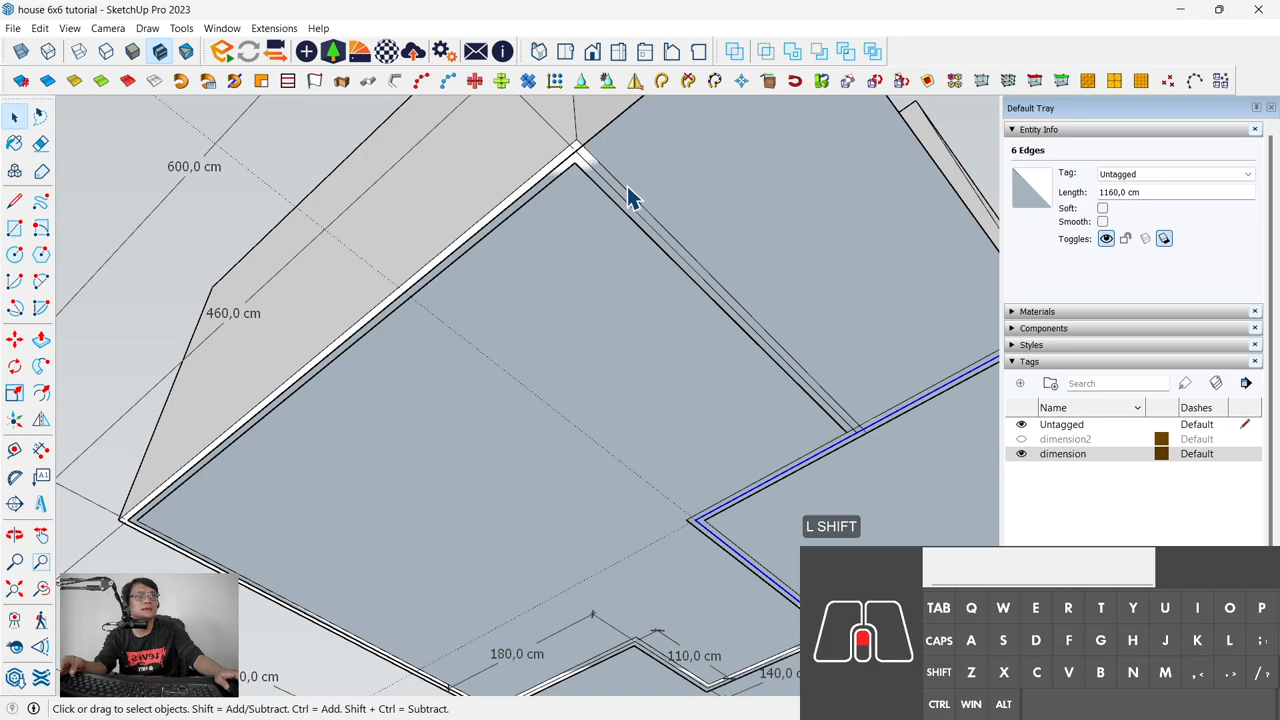 house 6x6 tutorial - SketchUp Pro 2023
File Edit View Camera Draw Tools Window Extensions Help
600,0 cm
460,0 cm
180,0 cm
110,0 cm
140,0
0,0 cm
Default Tray
Entity Info
6 Edges
Tag: Untagged
Length: 1160,0 cm
Soft:
Smooth:
Toggles:
Materials
Components
Styles
Tags
Search
Name Dashes
Untagged Default
dimension2 Default
dimension Default
L SHIFT
TAB Q W E R T Y U I O P
CAPS A S D F G H J K L ; :
SHIFT Z X C V B N M , < . > / ?
CTRL WIN ALT
Click or drag to select objects. Shift = Add/Subtract. Ctrl = Add. Shift + Ctrl = Subtract.